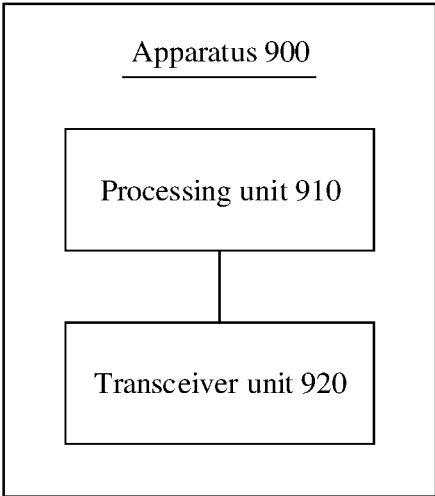 Apparatus 900
Processing unit 910
Transceiver unit 920